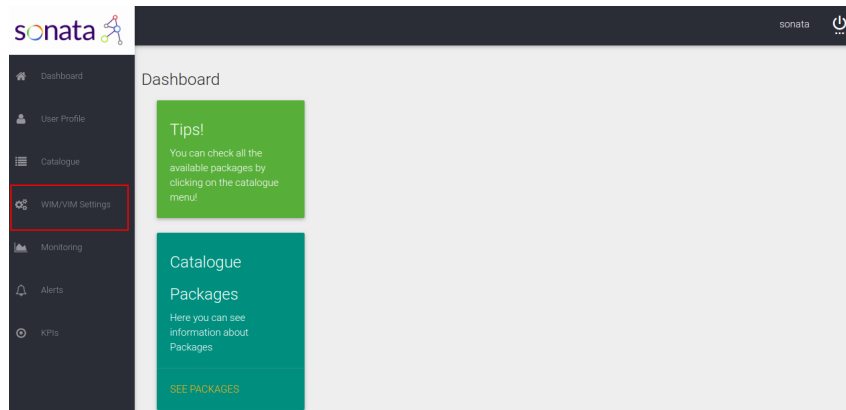 sonata
sonata
Dashboard
User Profile
Catalogue
WIM/VIM Settings
Monitoring
Alerts
KPIs
Dashboard
Tips!
You can check all the
available packages by
clicking on the catalogue
menu!
Catalogue
Packages
Here you can see
information about
Packages
SEE PACKAGES